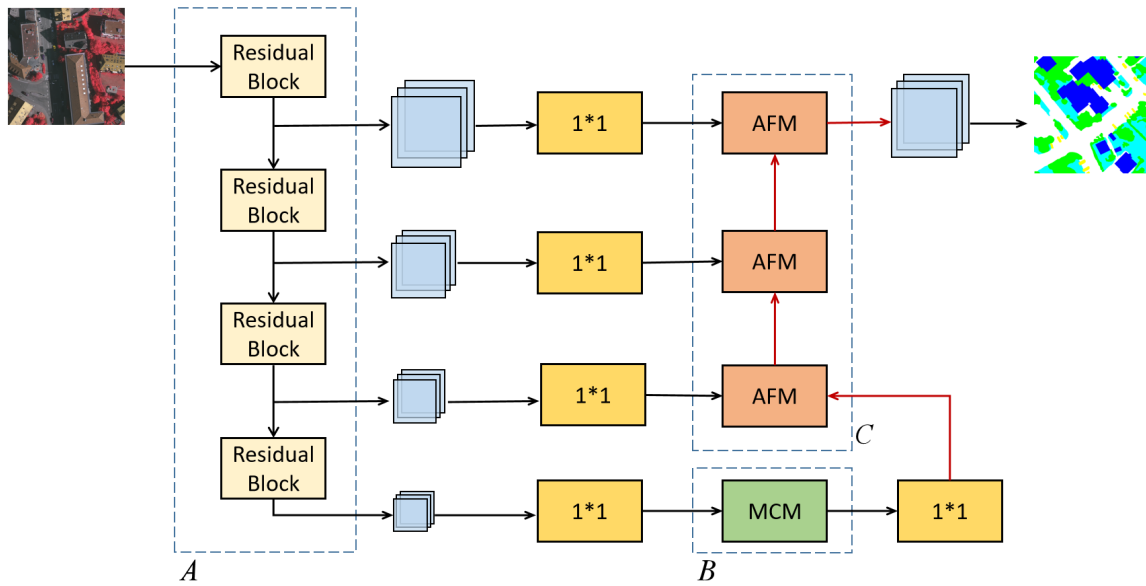 Residual
Block
1*1
AFM
Residual
Block
1*1
AFM
Residual
Block
1*1
AFM
C
Residual
Block
1*1
MCM
1*1
A
B